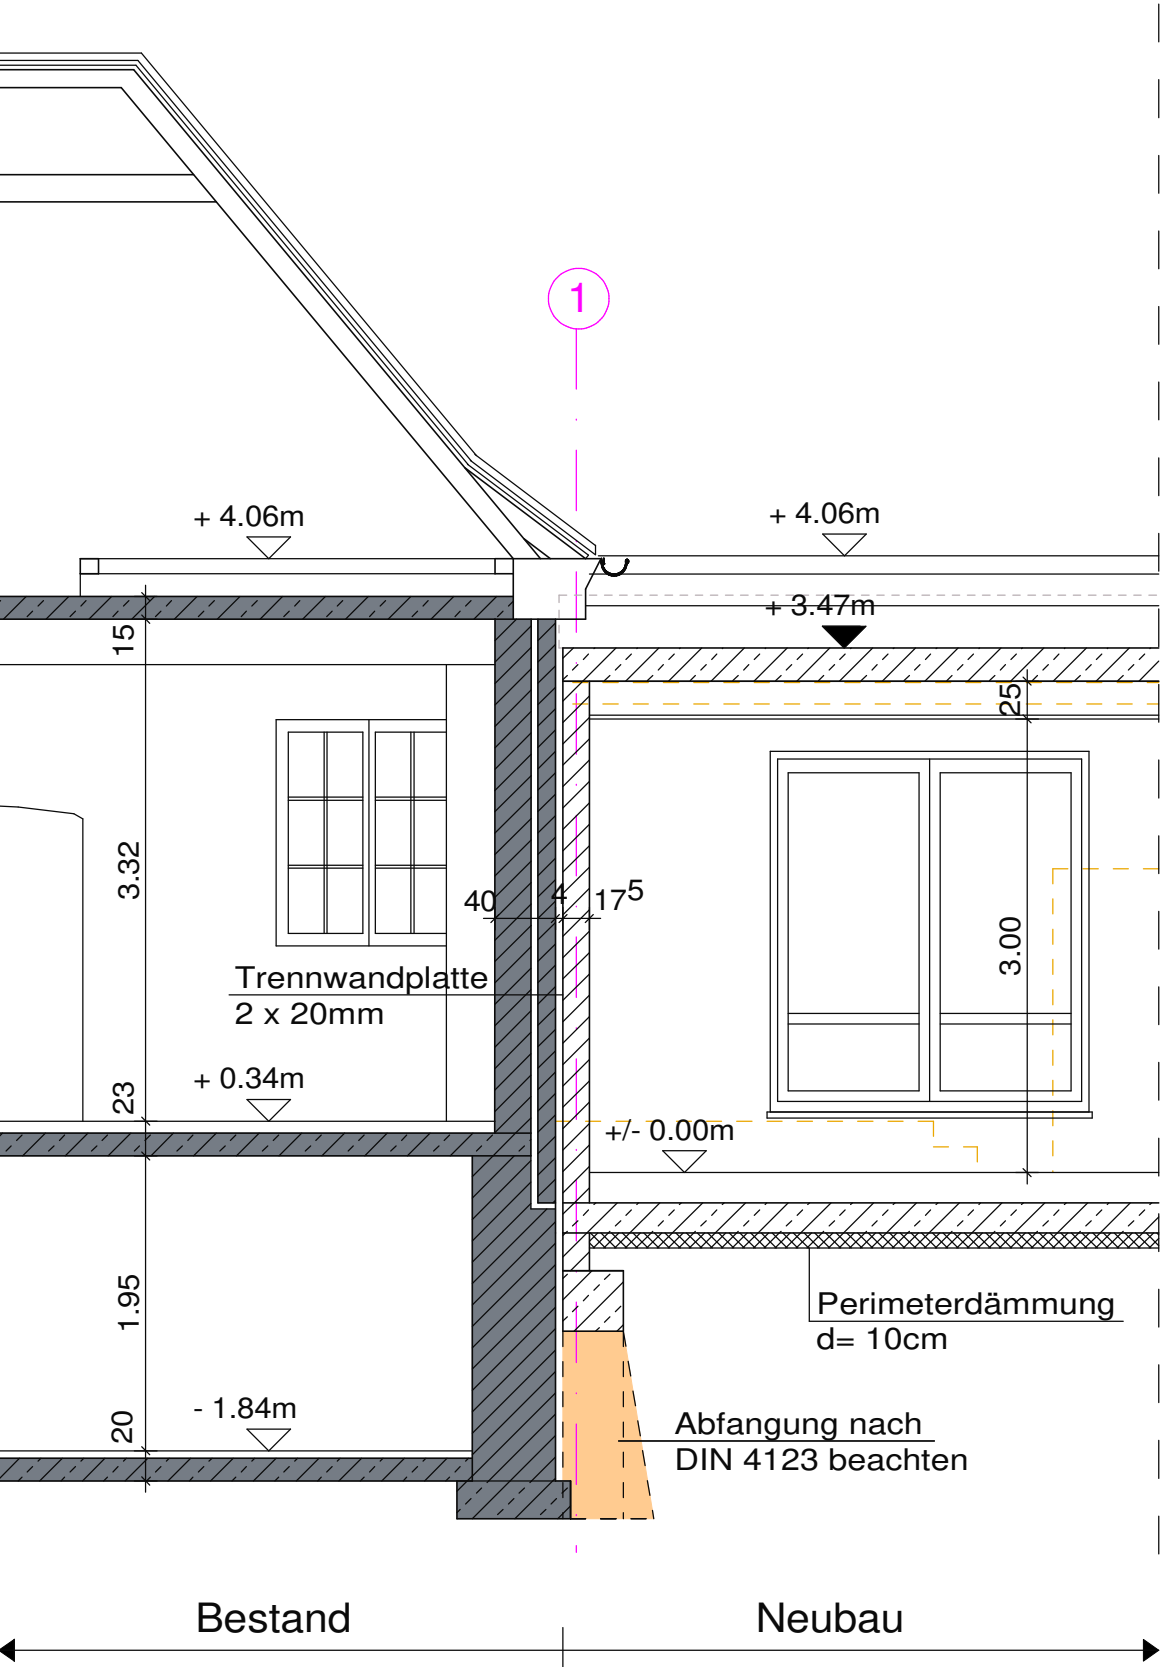 1
+ 4.06m
+ 4.06m
+ 3.47m
15
25
3.32
40
4
17⁵
3.00
Trennwandplatte
2 x 20mm
23
+ 0.34m
+/- 0.00m
1.95
Perimeterdämmung
d= 10cm
20
- 1.84m
Abfangung nach
DIN 4123 beachten
Bestand
Neubau